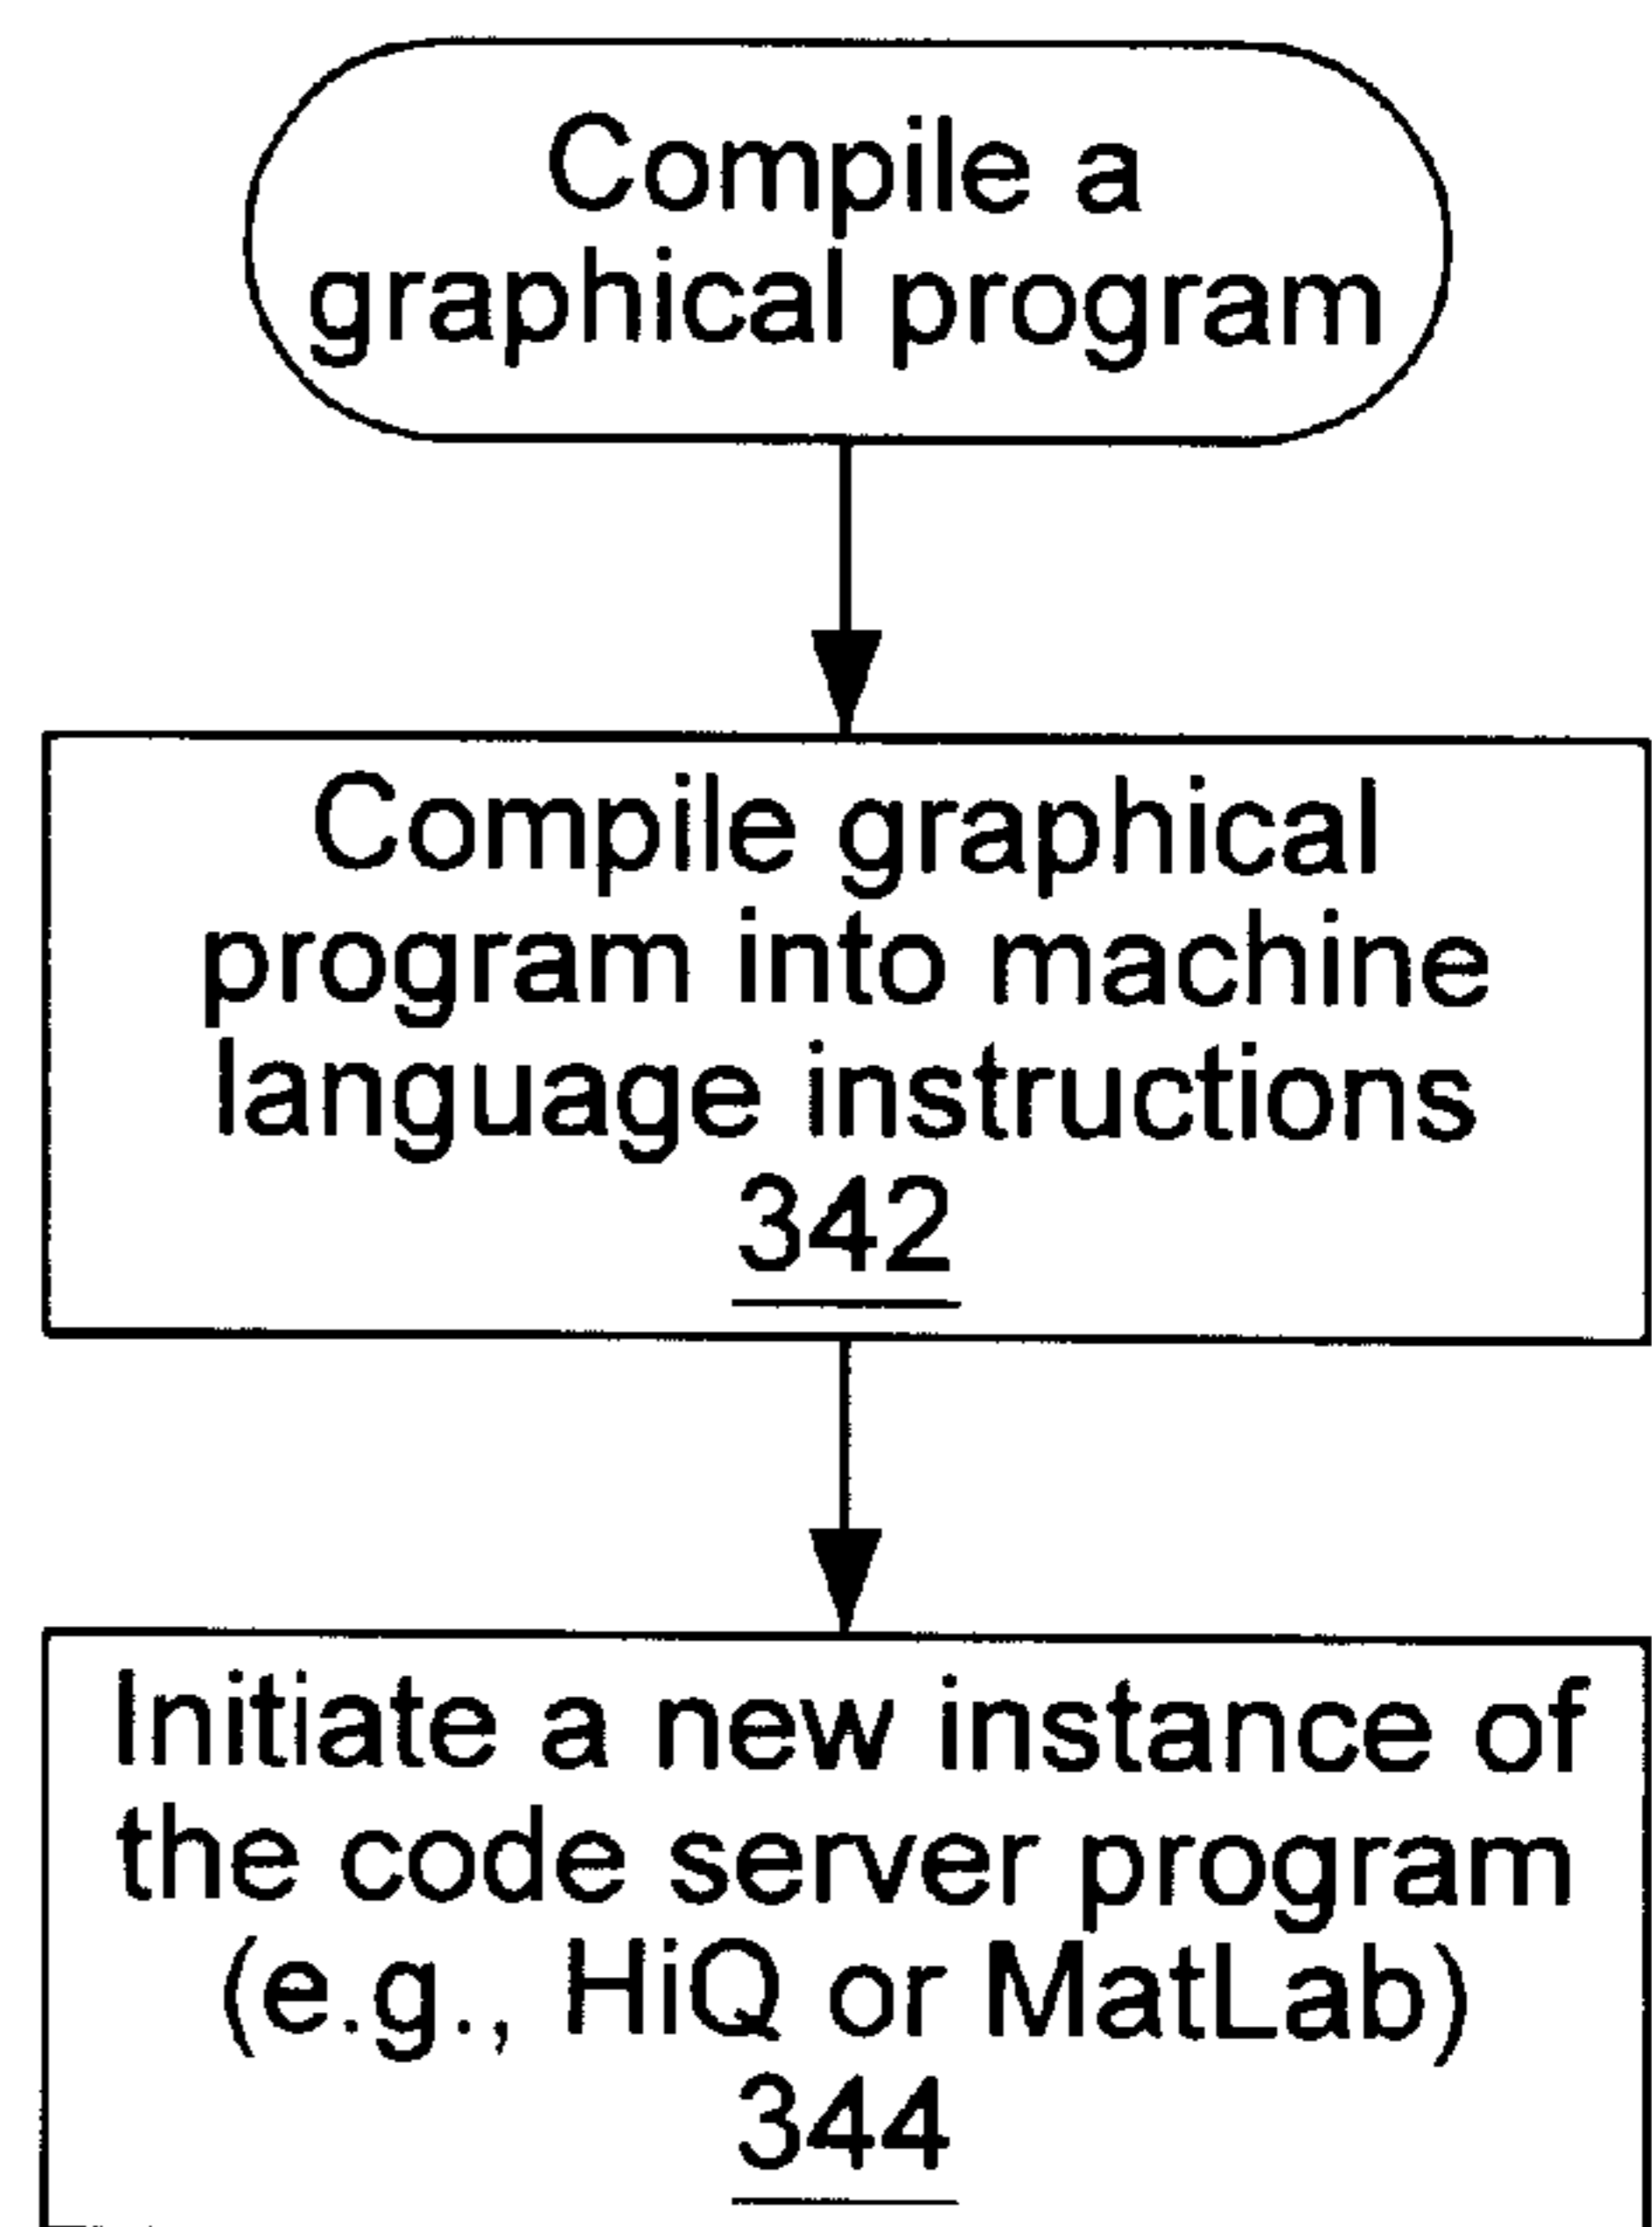 Compile a
graphical program
Compile graphical
program into machine
language instructions
342
Initiate a new instance of
the code server program
(e.g., HiQ or MatLab)
344